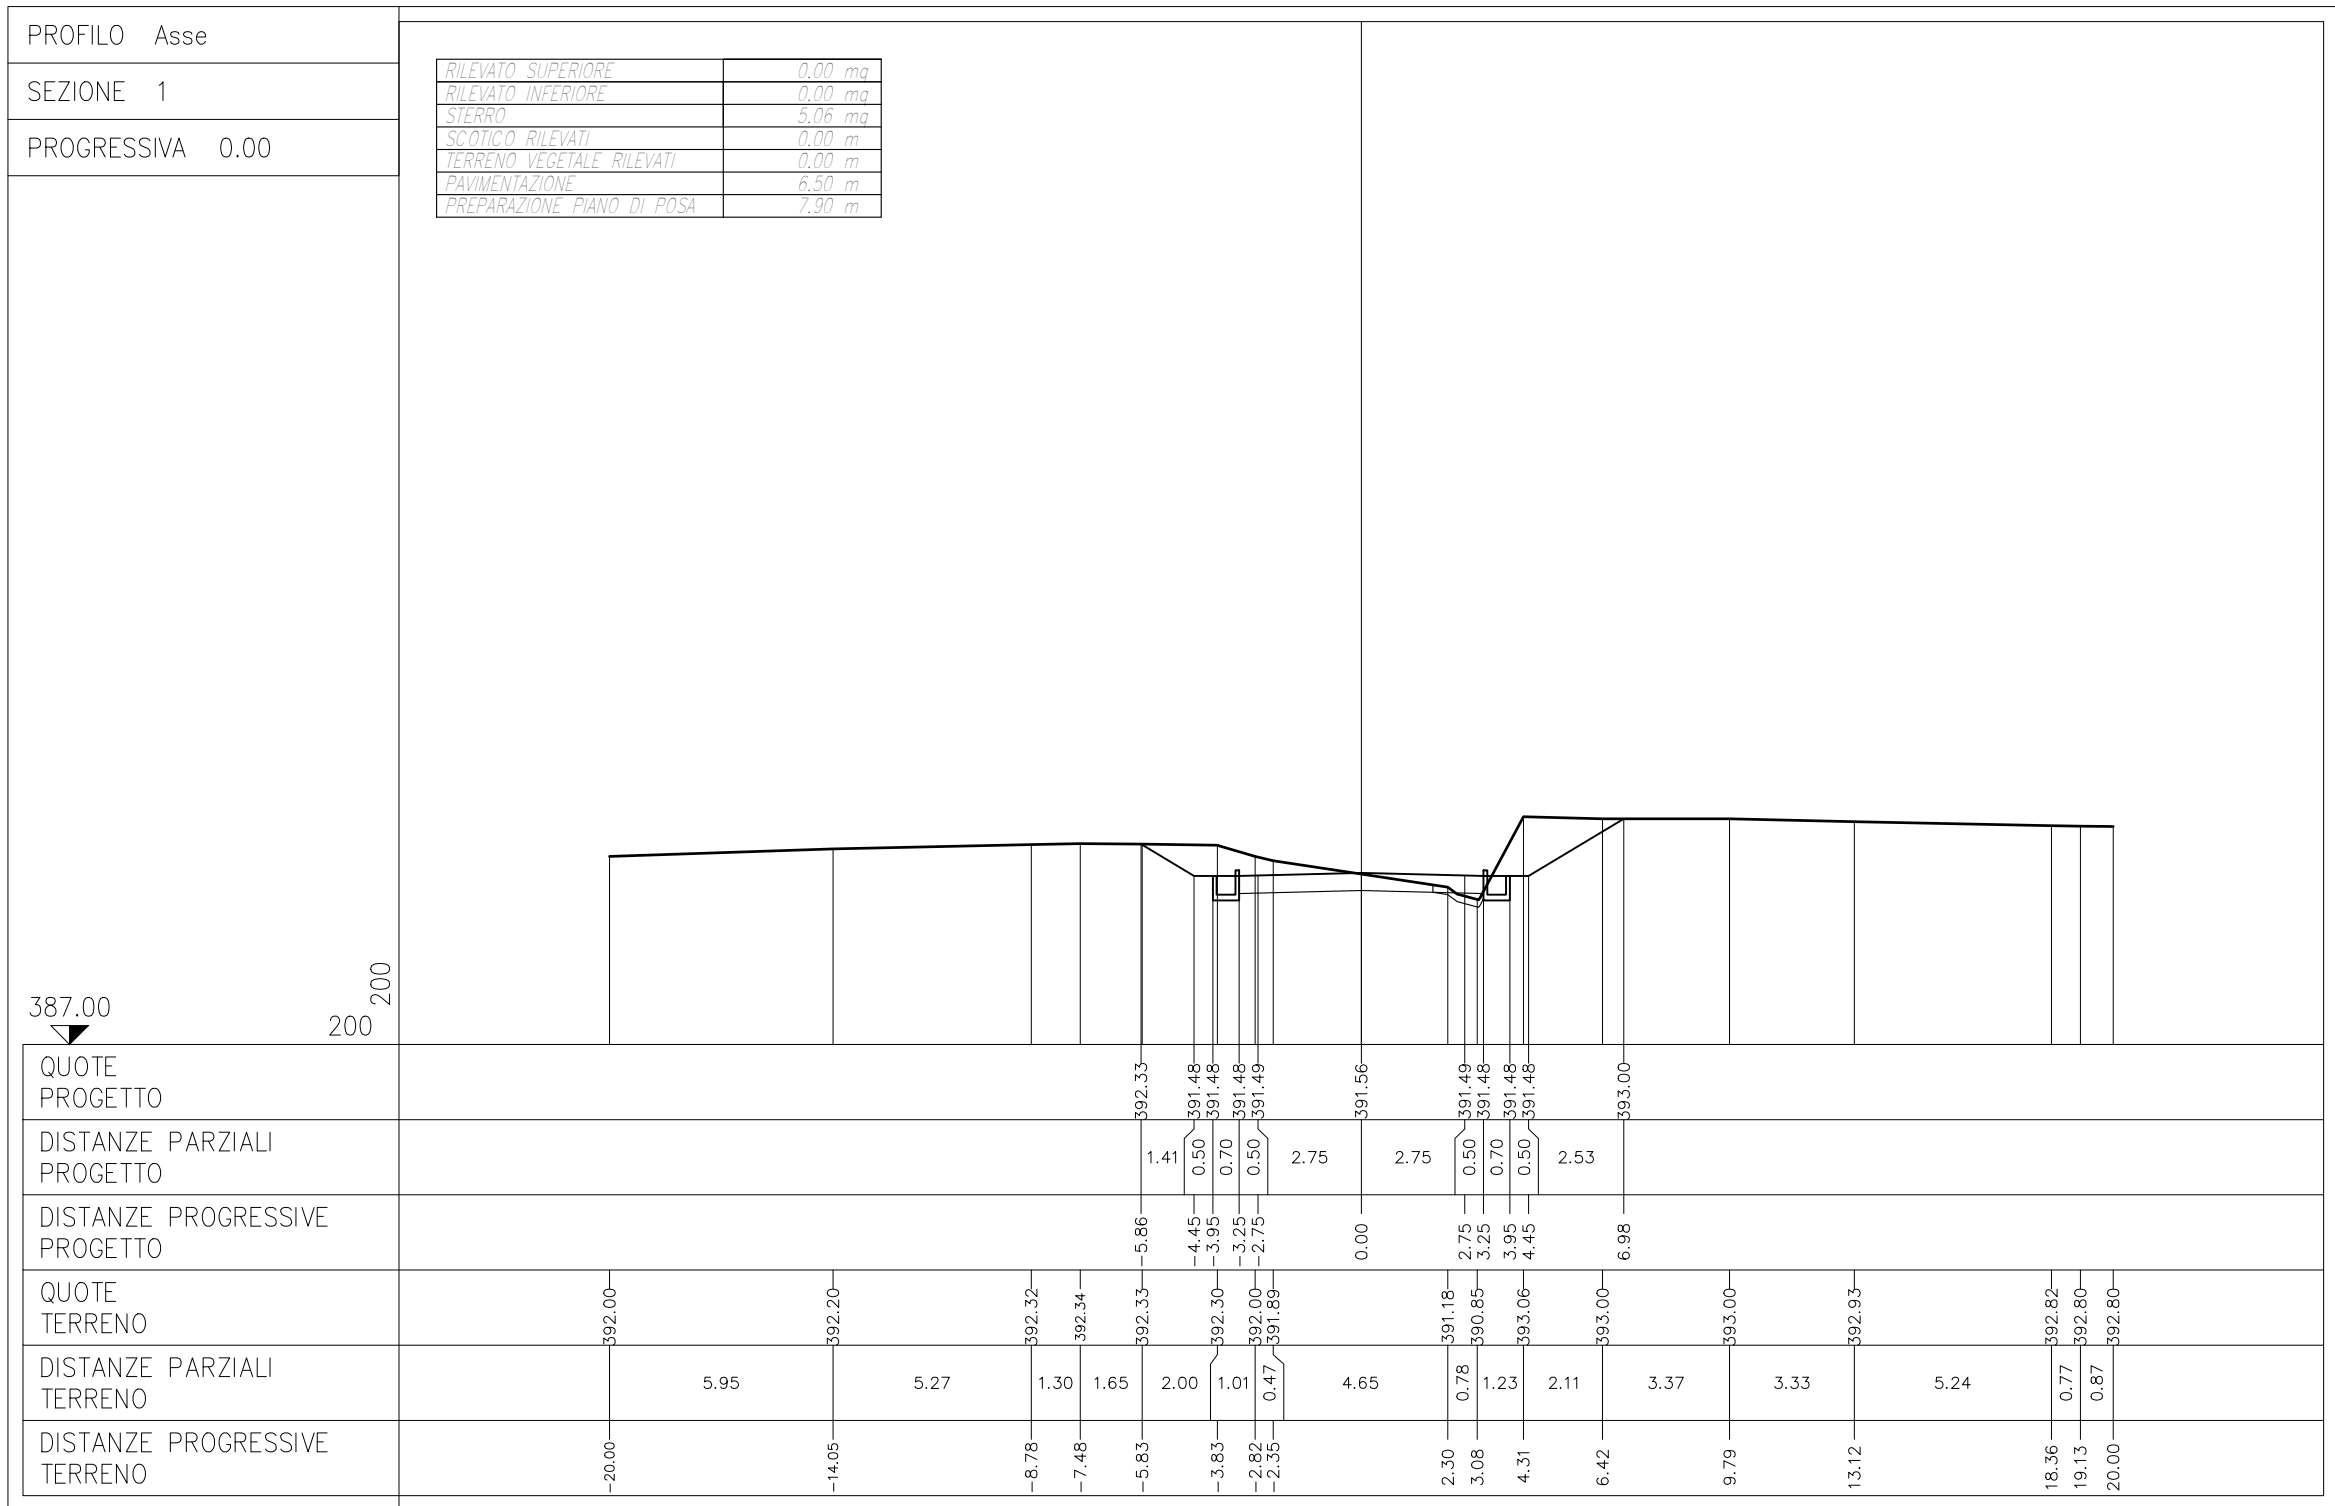 PROFILO Asse
SEZIONE 1
PROGRESSIVA 0.00
RILEVATO SUPERIORE 0.00 mq
RILEVATO INFERIORE 0.00 mq
STERRO 5.06 mq
SCOTICO RILEVATI 0.00 m
TERRENO VEGETALE RILEVATI 0.00 m
PAVIMENTAZIONE 6.50 m
PREPARAZIONE PIANO DI POSA 7.90 m
387.00
200
200
QUOTE
PROGETTO
392.33 391.48 391.48 391.48 391.49 391.56 391.49 391.48 391.48 391.48 393.00
DISTANZE PARZIALI
PROGETTO
1.41 0.50 0.70 0.50 2.75 2.75 0.50 0.70 0.50 2.53
DISTANZE PROGRESSIVE
PROGETTO
-5.86 -4.45 -3.95 -3.25 -2.75 0.00 2.75 3.25 3.95 4.45 6.98
QUOTE
TERRENO
392.00 392.20 392.32 392.34 392.33 392.30 392.00 391.89 391.18 390.85 393.06 393.00 393.00 392.93 392.82 392.80 392.80
DISTANZE PARZIALI
TERRENO
5.95 5.27 1.30 1.65 2.00 1.01 0.47 4.65 0.78 1.23 2.11 3.37 3.33 5.24 0.77 0.87
DISTANZE PROGRESSIVE
TERRENO
-20.00 -14.05 -8.78 -7.48 -5.83 -3.83 -2.82 -2.35 2.30 3.08 4.31 6.42 9.79 13.12 18.36 19.13 20.00